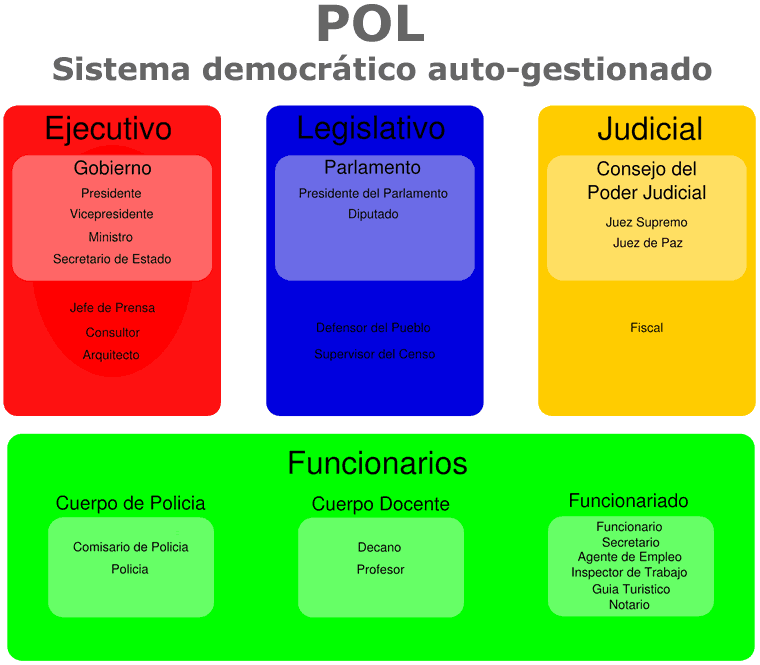 POL
Sistema democrático auto-gestionado
Ejecutivo
Gobierno
Presidente
Vicepresidente
Ministro
Secretario de Estado
Jefe de Prensa
Consultor
Arquitecto
Legislativo
Parlamento
Presidente del Parlamento
Diputado
Defensor del Pueblo
Supervisor del Censo
Judicial
Consejo del
Poder Judicial
Juez Supremo
Juez de Paz
Fiscal
Funcionarios
Cuerpo de Policia
Comisario de Policia
Policia
Cuerpo Docente
Decano
Profesor
Funcionariado
Funcionario
Secretario
Agente de Empleo
Inspector de Trabajo
Guia Turistico
Notario